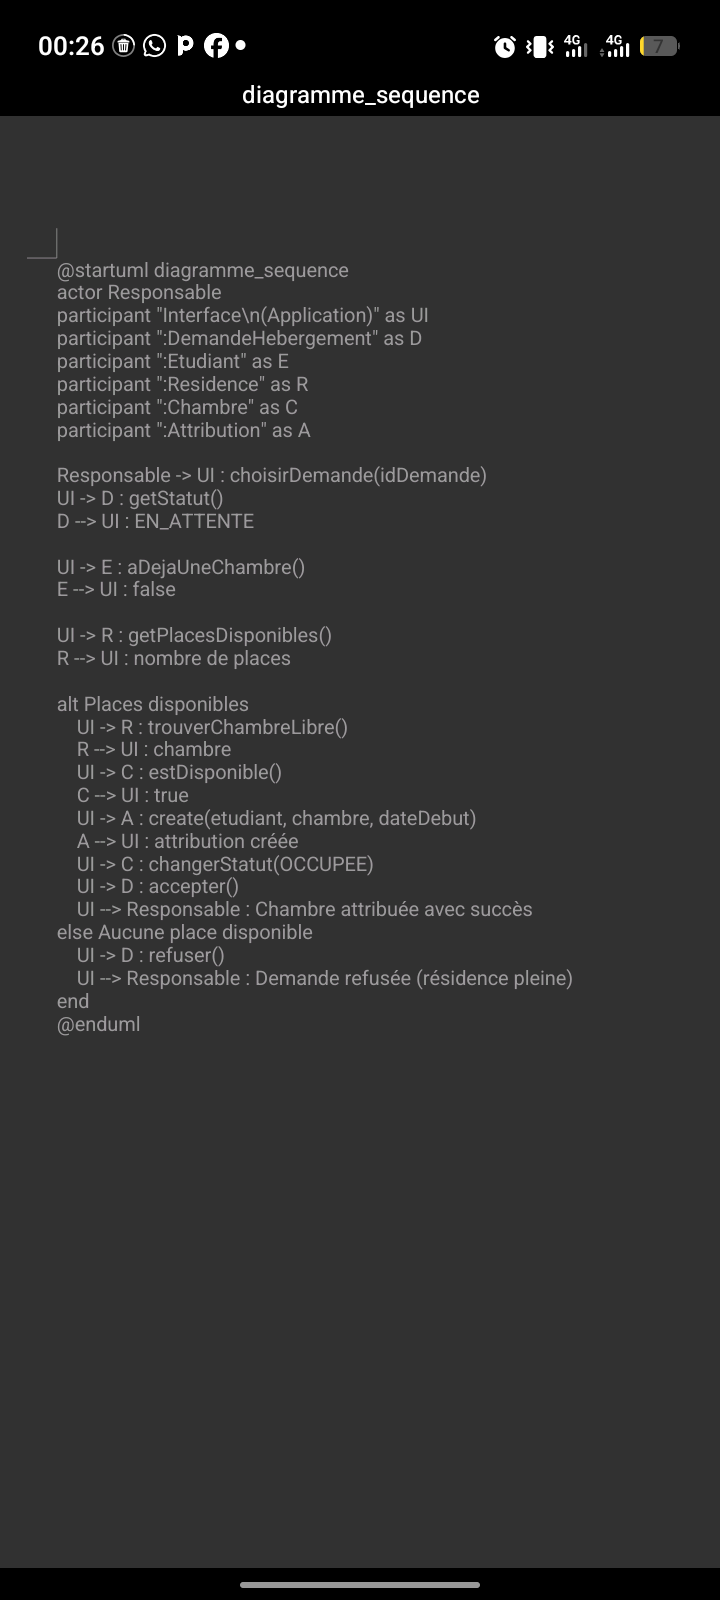 00:26
4G 4G 7
diagramme_sequence
@startuml diagramme_sequence
actor Responsable
participant "Interface\n(Application)" as UI
participant ":DemandeHebergement" as D
participant ":Etudiant" as E
participant ":Residence" as R
participant ":Chambre" as C
participant ":Attribution" as A
Responsable -> UI : choisirDemande(idDemande)
UI -> D : getStatut()
D --> UI : EN_ATTENTE
UI -> E : aDejaUneChambre()
E --> UI : false
UI -> R : getPlacesDisponibles()
R --> UI : nombre de places
alt Places disponibles
UI -> R : trouverChambreLibre()
R --> UI : chambre
UI -> C : estDisponible()
C --> UI : true
UI -> A : create(etudiant, chambre, dateDebut)
A --> UI : attribution créée
UI -> C : changerStatut(OCCUPEE)
UI -> D : accepter()
UI --> Responsable : Chambre attribuée avec succès
else Aucune place disponible
UI -> D : refuser()
UI --> Responsable : Demande refusée (résidence pleine)
end
@enduml